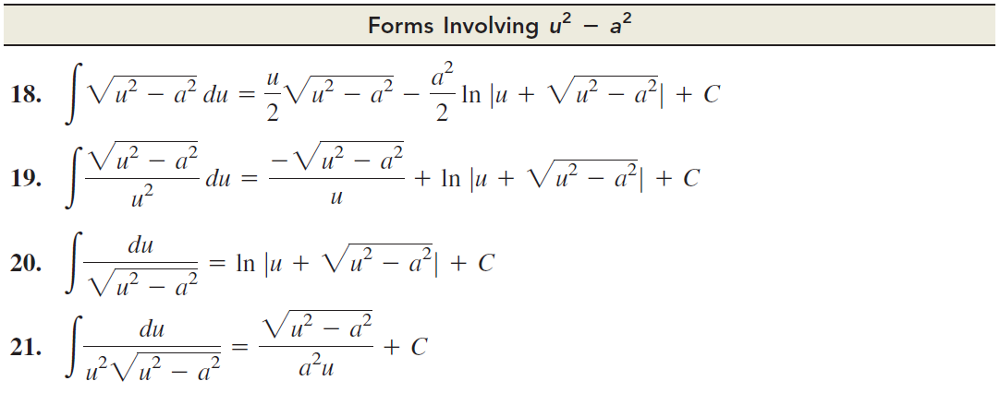 Forms Involving u² − a²
18. ∫ √(u² − a²) du = u/2 √(u² − a²) − a²/2 ln |u + √(u² − a²)| + C
19. ∫ √(u² − a²)/u² du = −√(u² − a²)/u + ln |u + √(u² − a²)| + C
20. ∫ du/√(u² − a²) = ln |u + √(u² − a²)| + C
21. ∫ du/(u²√(u² − a²)) = √(u² − a²)/(a²u) + C